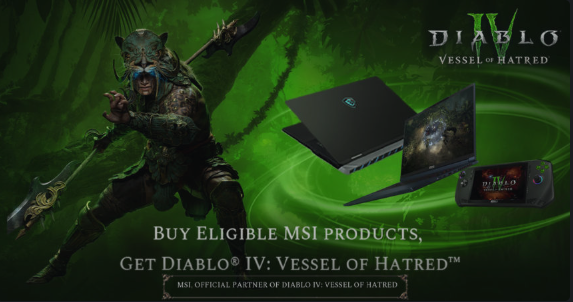 DIABLO
IV
VESSEL OF HATRED
DIABLO
BUY ELIGIBLE MSI PRODUCTS,
GET DIABLO® IV: VESSEL OF HATRED™
MSI, OFFICIAL PARTNER OF DIABLO IV: VESSEL OF HATRED